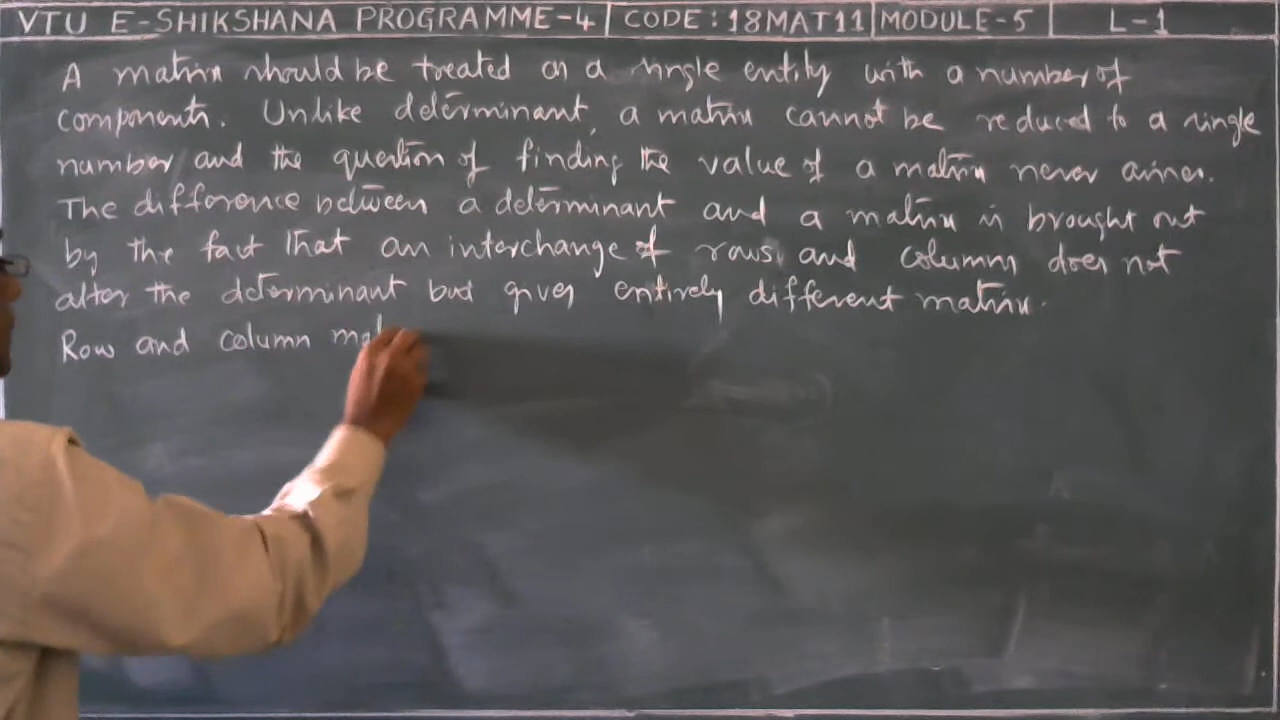 VTU E-SHIKSHANA PROGRAMME-4 | CODE: 18MAT11 | MODULE-5 | L-1
A matrix should be treated as a single entity with a number of
components. Unlike determinant, a matrix cannot be reduced to a single
number and the question of finding the value of a matrix never arises.
The difference between a determinant and a matrix is brought out
by the fact that an interchange of rows and columns does not
alter the determinant but gives entirely different matrix.
Row and column mat